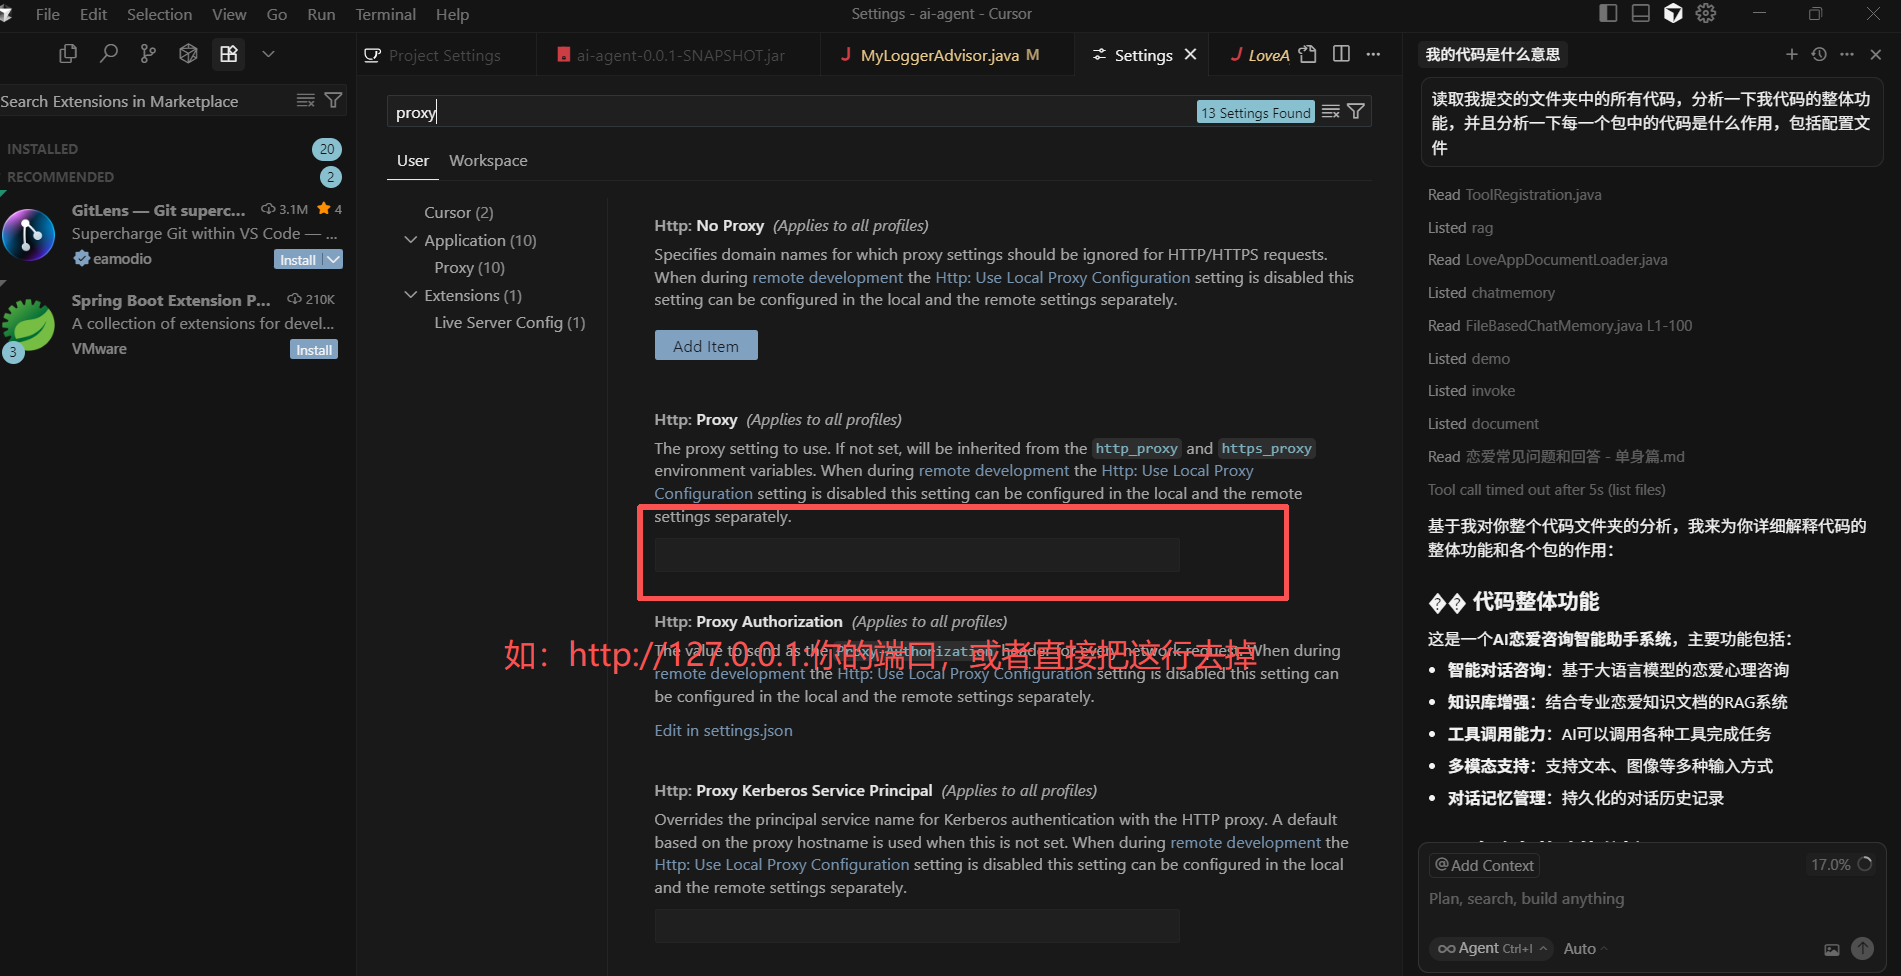 File Edit Selection View Go Run Terminal Help
Settings - ai-agent - Cursor
Project Settings
ai-agent-0.0.1-SNAPSHOT.jar
MyLoggerAdvisor.java M
Settings
LoveA
Search Extensions in Marketplace
INSTALLED 20
RECOMMENDED 2
GitLens — Git superc... 3.1M 4
Supercharge Git within VS Code — ...
eamodio Install
Spring Boot Extension P... 210K
A collection of extensions for devel...
VMware Install
3
proxy
13 Settings Found
User Workspace
Cursor (2)
Application (10)
Proxy (10)
Extensions (1)
Live Server Config (1)
Http: No Proxy (Applies to all profiles)
Specifies domain names for which proxy settings should be ignored for HTTP/HTTPS requests.
When during remote development the Http: Use Local Proxy Configuration setting is disabled this
setting can be configured in the local and the remote settings separately.
Add Item
Http: Proxy (Applies to all profiles)
The proxy setting to use. If not set, will be inherited from the http_proxy and https_proxy
environment variables. When during remote development the Http: Use Local Proxy
Configuration setting is disabled this setting can be configured in the local and the remote
settings separately.
Http: Proxy Authorization (Applies to all profiles)
如：http://127.0.0.1:你的端口，或者直接把这行去掉
The value to send as the Proxy-Authorization header for every network request. When during
remote development the Http: Use Local Proxy Configuration setting is disabled this setting can
be configured in the local and the remote settings separately.
Edit in settings.json
Http: Proxy Kerberos Service Principal (Applies to all profiles)
Overrides the principal service name for Kerberos authentication with the HTTP proxy. A default
based on the proxy hostname is used when this is not set. When during remote development the
Http: Use Local Proxy Configuration setting is disabled this setting can be configured in the local
and the remote settings separately.
我的代码是什么意思
读取我提交的文件夹中的所有代码，分析一下我代码的整体功
能，并且分析一下每一个包中的代码是什么作用，包括配置文
件
Read ToolRegistration.java
Listed rag
Read LoveAppDocumentLoader.java
Listed chatmemory
Read FileBasedChatMemory.java L1-100
Listed demo
Listed invoke
Listed document
Read 恋爱常见问题和回答 - 单身篇.md
Tool call timed out after 5s (list files)
基于我对你整个代码文件夹的分析，我来为你详细解释代码的
整体功能和各个包的作用：
�� 代码整体功能
这是一个AI恋爱咨询智能助手系统，主要功能包括：
• 智能对话咨询：基于大语言模型的恋爱心理咨询
• 知识库增强：结合专业恋爱知识文档的RAG系统
• 工具调用能力：AI可以调用各种工具完成任务
• 多模态支持：支持文本、图像等多种输入方式
• 对话记忆管理：持久化的对话历史记录
@ Add Context 17.0%
Plan, search, build anything
Agent Ctrl+I Auto